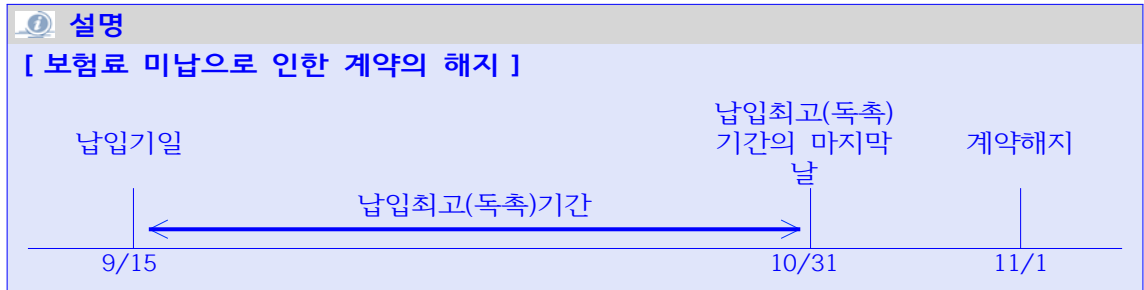 설명
[ 보험료 미납으로 인한 계약의 해지 ]
납입기일
납입최고(독촉)
기간의 마지막
날
계약해지
납입최고(독촉)기간
9/15
10/31
11/1